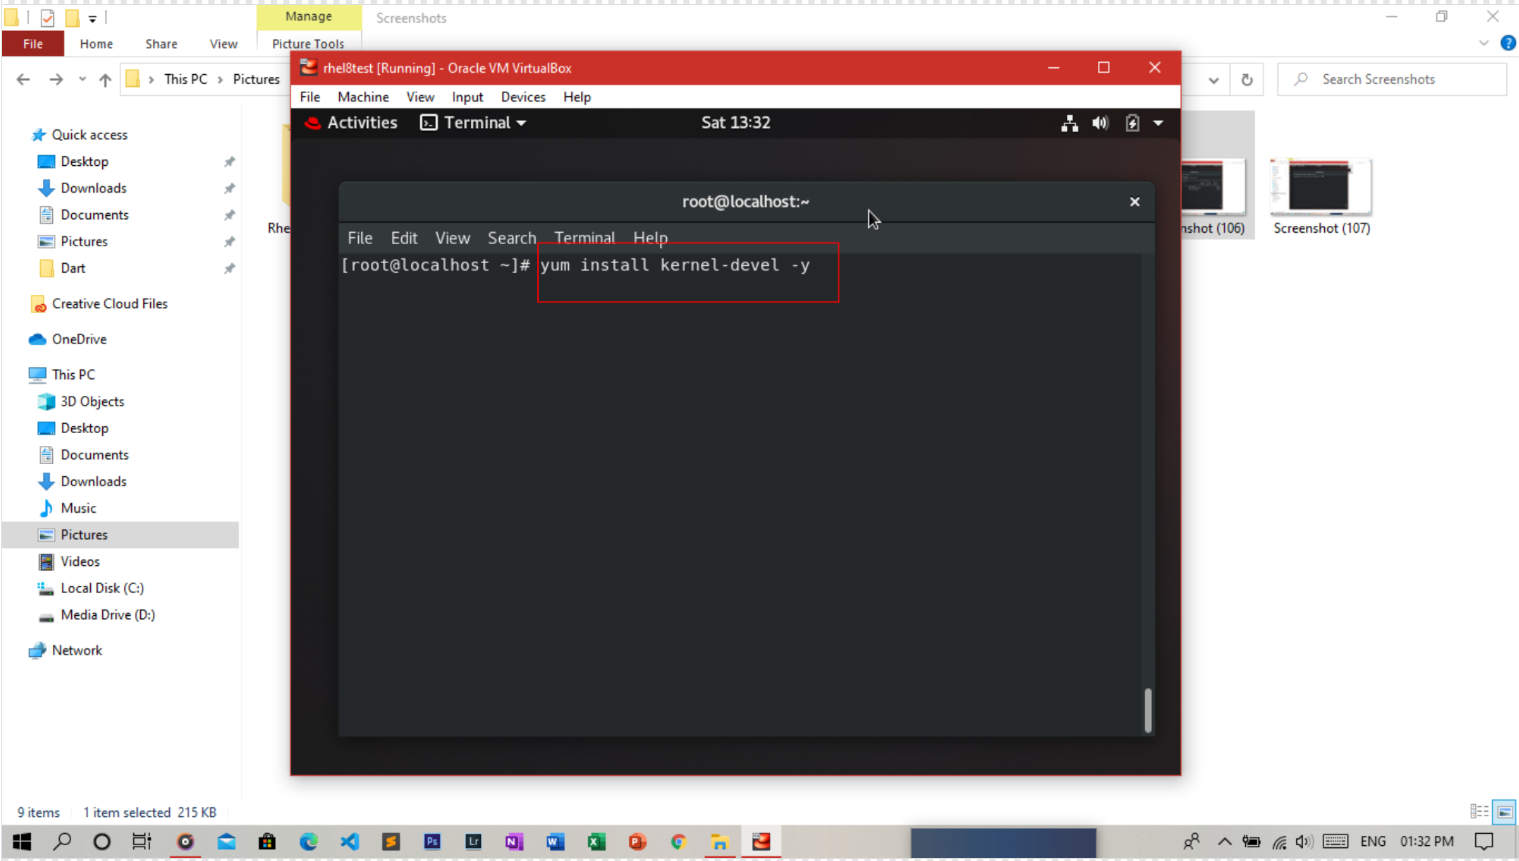 Manage
Screenshots
File
Home
Share
View
Picture Tools
This PC
Pictures
Search Screenshots
rhel8test [Running] - Oracle VM VirtualBox
File
Machine
View
Input
Devices
Help
Activities
Terminal
Sat 13:32
root@localhost:~
File
Edit
View
Search
Terminal
Help
[root@localhost ~]# yum install kernel-devel -y
Quick access
Desktop
Downloads
Documents
Pictures
Dart
Creative Cloud Files
OneDrive
This PC
3D Objects
Desktop
Documents
Downloads
Music
Pictures
Videos
Local Disk (C:)
Media Drive (D:)
Network
Rhe
nshot (106)
Screenshot (107)
9 items
1 item selected 215 KB
Ps
Lr
ENG
01:32 PM